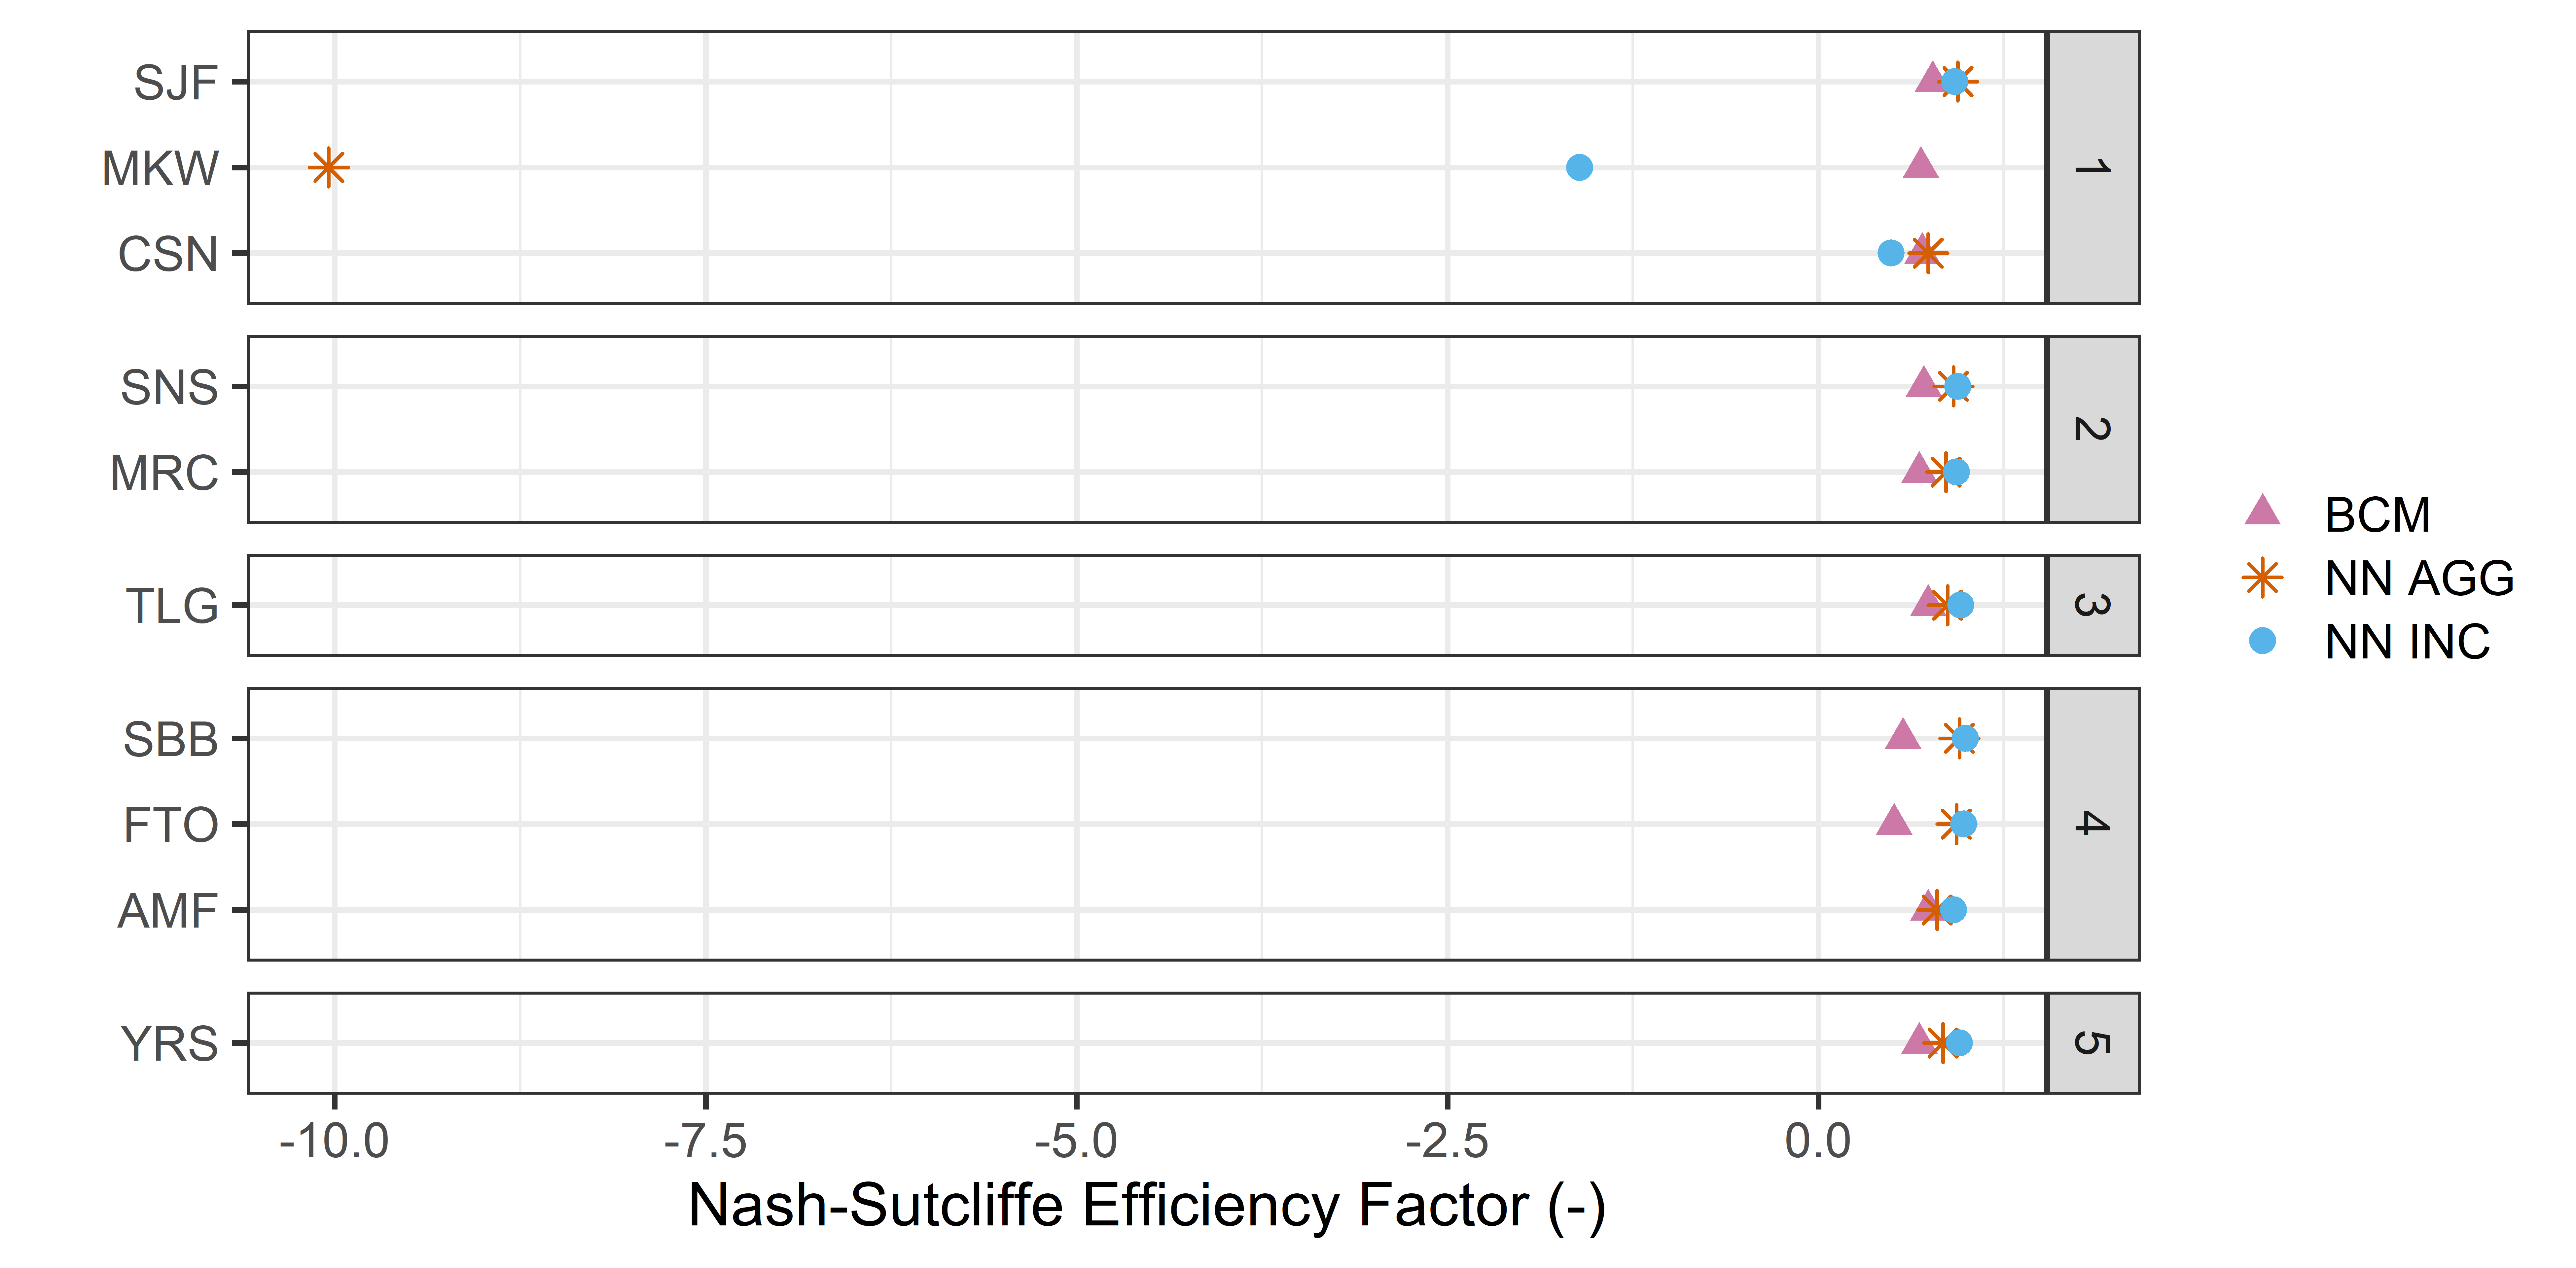 SJF
MKW
CSN
1
SNS
MRC
2
TLG
3
SBB
FTO
AMF
4
YRS
5
BCM
NN AGG
NN INC
-10.0 -7.5 -5.0 -2.5 0.0
Nash-Sutcliffe Efficiency Factor (-)